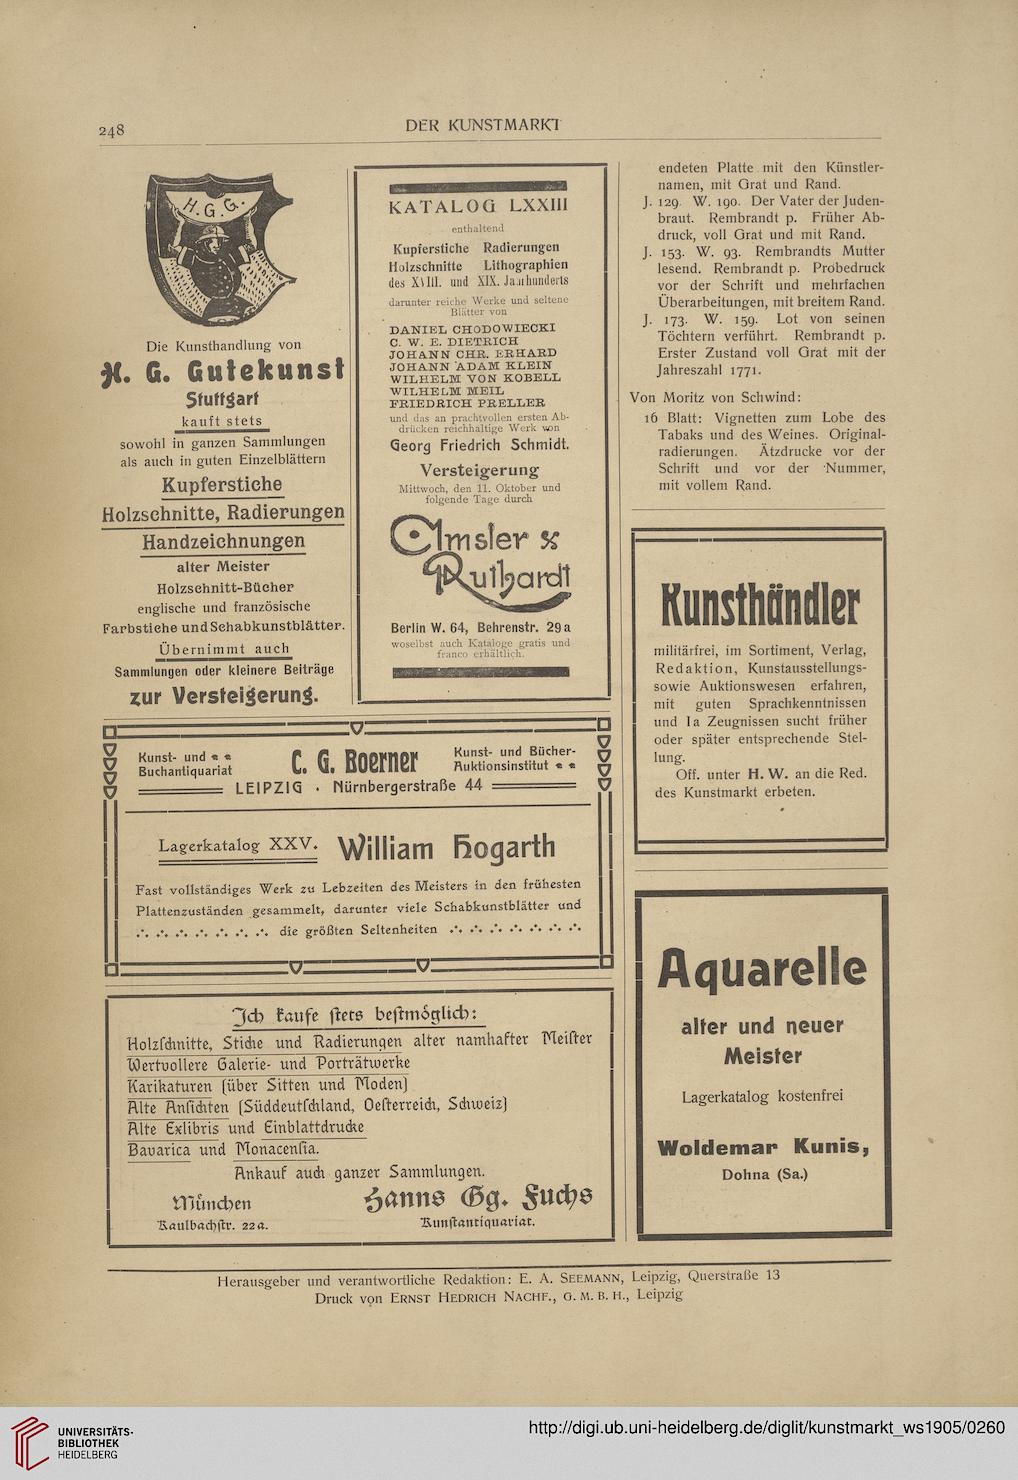 248
DER KUNSTMARKT
H. G. G.
Die Kunsthandlung von
H. G. Gutekunst
Stuttgart
kauft stets
sowohl in ganzen Sammlungen
als auch in guten Einzelblättern
Kupferstiche
Holzschnitte, Radierungen
Handzeichnungen
alter Meister
Holzschnitt-Bücher
englische und französische
Farbstiche und Schabkunstblätter.
Übernimmt auch
Sammlungen oder kleinere Beiträge
zur Versteigerung.
KATALOG LXXIII
enthaltend
Kupferstiche Radierungen
Holzschnitte Lithographien
des XVIII. und XIX. Jahrhunderts
darunter reiche Werke und seltene
Blätter von
DANIEL CHODOWIECKI
C. W. E. DIETRICH
JOHANN CHR. ERHARD
JOHANN ADAM KLEIN
WILHELM VON KOBELL
WILHELM MEIL
FRIEDRICH PRELLER
und das an prachtvollen ersten Ab-
drücken reichhaltige Werk von
Georg Friedrich Schmidt.
Versteigerung
Mittwoch, den 11. Oktober und
folgende Tage durch
Amsler &
Ruthardt
Berlin W. 64, Behrenstr. 29a
woselbst auch Kataloge gratis und
franco erhältlich.
endeten Platte mit den Künstler-
namen, mit Grat und Rand.
J. 129. W. 190. Der Vater der Juden-
braut. Rembrandt p. Früher Ab-
druck, voll Grat und mit Rand.
J. 153. W. 93. Rembrandts Mutter
lesend. Rembrandt p. Probedruck
vor der Schrift und mehrfachen
Überarbeitungen, mit breitem Rand.
J. 173. W. 159. Lot von seinen
Töchtern verführt. Rembrandt p.
Erster Zustand voll Grat mit der
Jahreszahl 1771.
Von Moritz von Schwind:
16 Blatt: Vignetten zum Lobe des
Tabaks und des Weines. Original-
radierungen. Ätzdrucke vor der
Schrift und vor der Nummer,
mit vollem Rand.
Kunsthändler
militärfrei, im Sortiment, Verlag,
Redaktion, Kunstausstellungs-
sowie Auktionswesen erfahren,
mit guten Sprachkenntnissen
und Ia Zeugnissen sucht früher
oder später entsprechende Stel-
lung.
Off. unter H. W. an die Red.
des Kunstmarkt erbeten.
Kunst- und
Buchantiquariat
C. G. Boerner
Kunst- und Bücher-
Auktionsinstitut
LEIPZIG . Nürnbergerstraße 44
Lagerkatalog XXV. William Hogarth
Fast vollständiges Werk zu Lebzeiten des Meisters in den frühesten
Plattenzuständen gesammelt, darunter viele Schabkunstblätter und
die größten Seltenheiten
Ich kaufe stets bestmöglich:
Holzschnitte, Stiche und Radierungen alter namhafter Meister
Wertvollere Galerie- und Porträtwerke
Karikaturen (über Sitten und Moden)
Alte Ansichten (Süddeutschland, Oesterreich, Schweiz)
Alte Exlibris und Einblattdrucke
Bavarica und Monacensia.
Ankauf auch ganzer Sammlungen.
München
Kaulbachstr. 22a.
Hanns Gg. Fuchs
Kunstantiquariat.
Aquarelle
alter und neuer
Meister
Lagerkatalog kostenfrei
Woldemar Kunis,
Dohna (Sa.)
Herausgeber und verantwortliche Redaktion: E. A. SEEMANN, Leipzig, Querstraße 13
Druck von ERNST HEDRICH NACHF., G. M. B. H., Leipzig
UNIVERSITÄTS-
BIBLIOTHEK
HEIDELBERG
http://digi.ub.uni-heidelberg.de/diglit/kunstmarkt_ws1905/0260